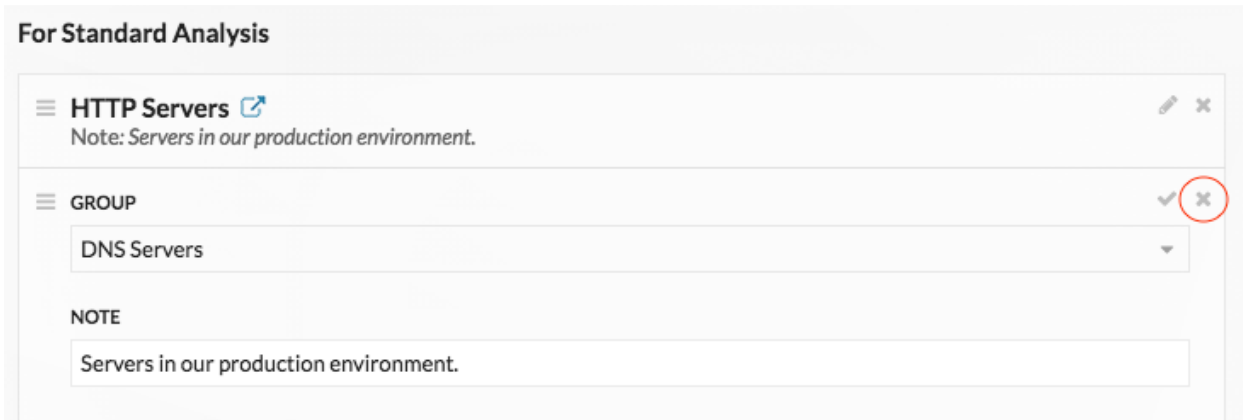 For Standard Analysis
HTTP Servers
Note: Servers in our production environment.
GROUP
DNS Servers
NOTE
Servers in our production environment.